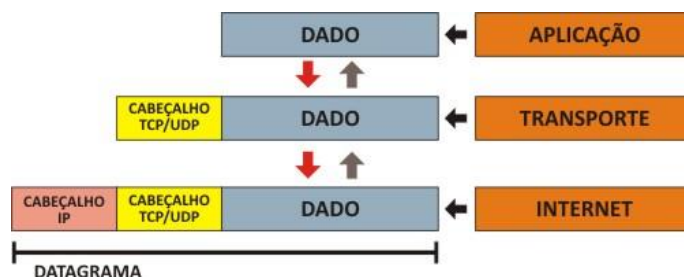 DADO
APLICAÇÃO
CABEÇALHO
TCP/UDP
DADO
TRANSPORTE
CABEÇALHO
IP
CABEÇALHO
TCP/UDP
DADO
INTERNET
DATAGRAMA